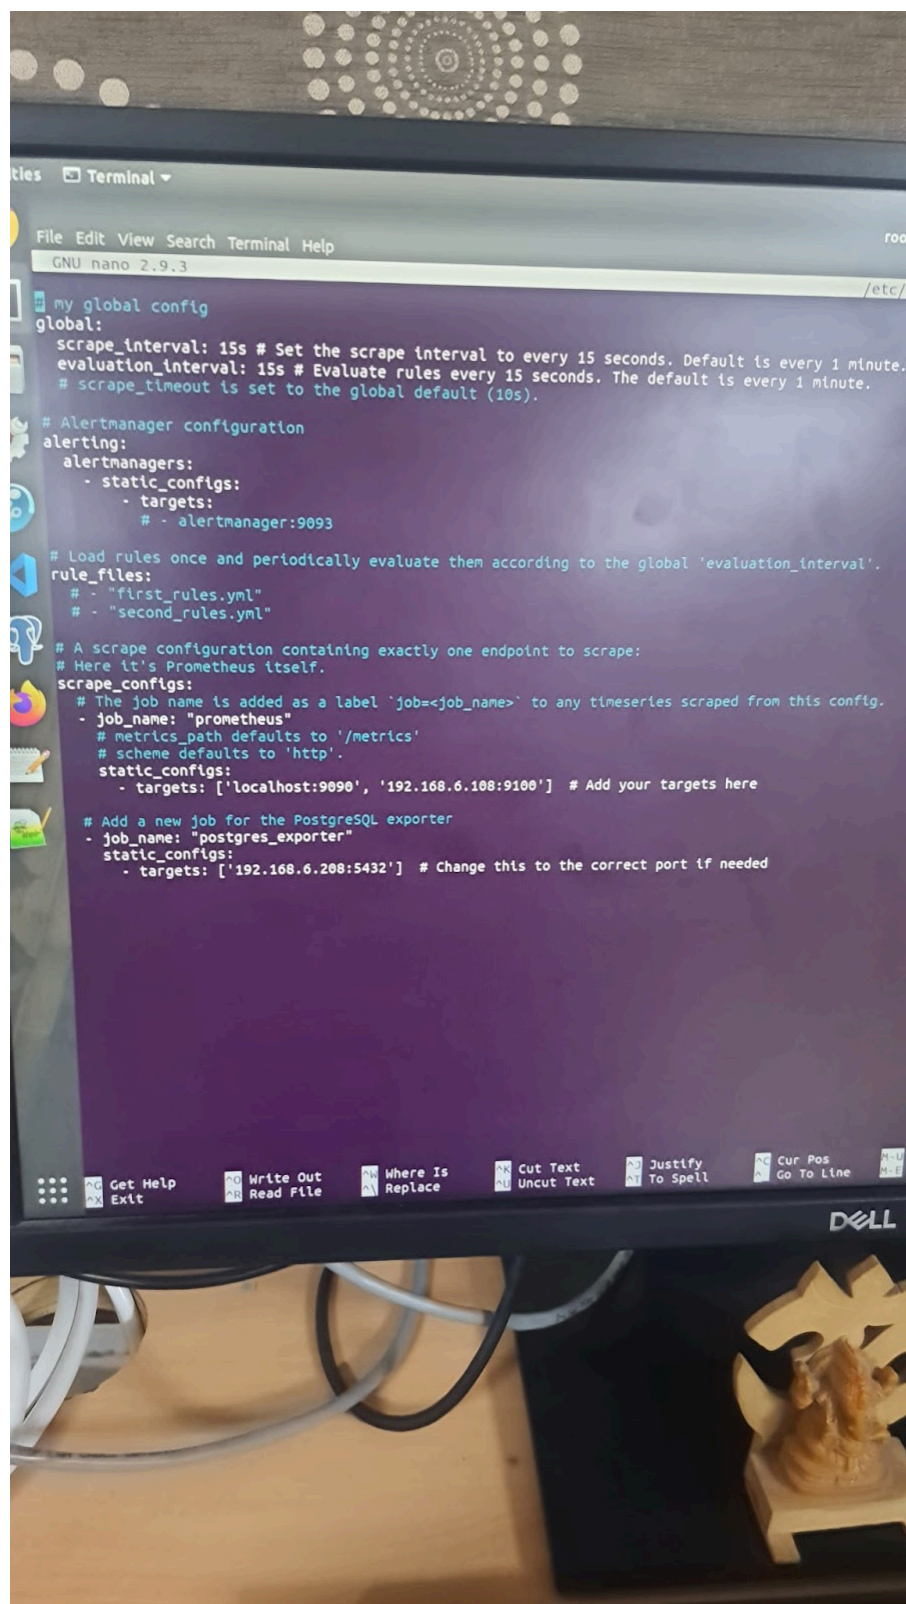 ties Terminal
File Edit View Search Terminal Help
roo
GNU nano 2.9.3
/etc/
# my global config
global:
  scrape_interval: 15s # Set the scrape interval to every 15 seconds. Default is every 1 minute.
  evaluation_interval: 15s # Evaluate rules every 15 seconds. The default is every 1 minute.
  # scrape_timeout is set to the global default (10s).

# Alertmanager configuration
alerting:
  alertmanagers:
    - static_configs:
        - targets:
          # - alertmanager:9093

# Load rules once and periodically evaluate them according to the global 'evaluation_interval'.
rule_files:
  # - "first_rules.yml"
  # - "second_rules.yml"

# A scrape configuration containing exactly one endpoint to scrape:
# Here it's Prometheus itself.
scrape_configs:
  # The job name is added as a label `job=<job_name>` to any timeseries scraped from this config.
  - job_name: "prometheus"
    # metrics_path defaults to '/metrics'
    # scheme defaults to 'http'.
    static_configs:
      - targets: ['localhost:9090', '192.168.6.108:9100']  # Add your targets here

  # Add a new job for the PostgreSQL exporter
  - job_name: "postgres_exporter"
    static_configs:
      - targets: ['192.168.6.208:5432']  # Change this to the correct port if needed

^G Get Help ^O Write Out ^W Where Is ^K Cut Text ^J Justify ^C Cur Pos M-U
^X Exit ^R Read File ^\ Replace ^U Uncut Text ^T To Spell ^_ Go To Line M-E
DELL